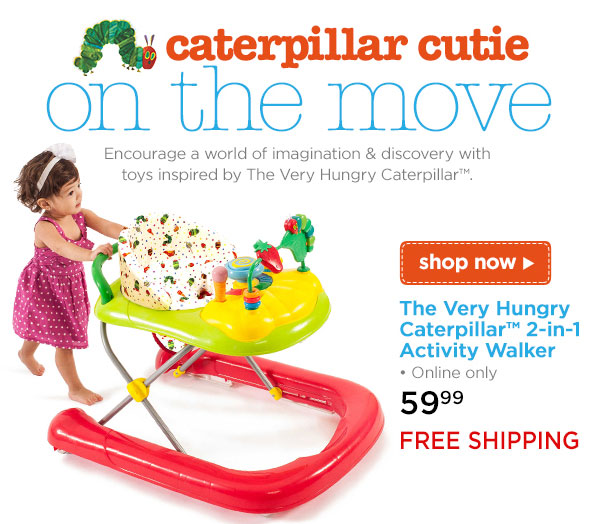 caterpillar cutie
on the move
Encourage a world of imagination & discovery with
toys inspired by The Very Hungry Caterpillar™.
shop now ▶
The Very Hungry
Caterpillar™ 2-in-1
Activity Walker
• Online only
59⁹⁹
FREE SHIPPING